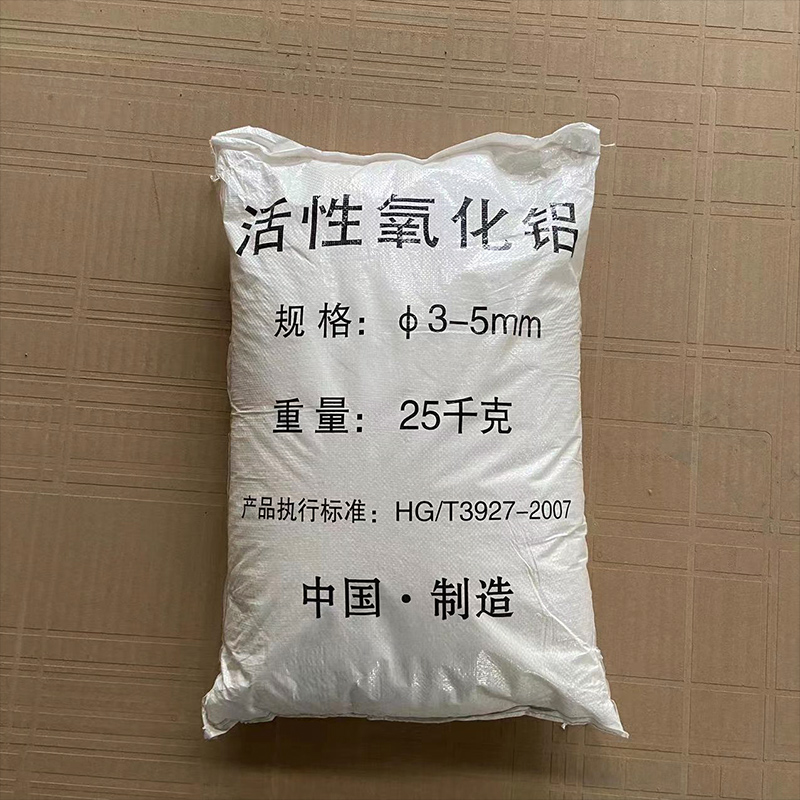 活性氧化铝
规格：φ3-5mm
重量：25千克
产品执行标准：HG/T3927-2007
中国·制造